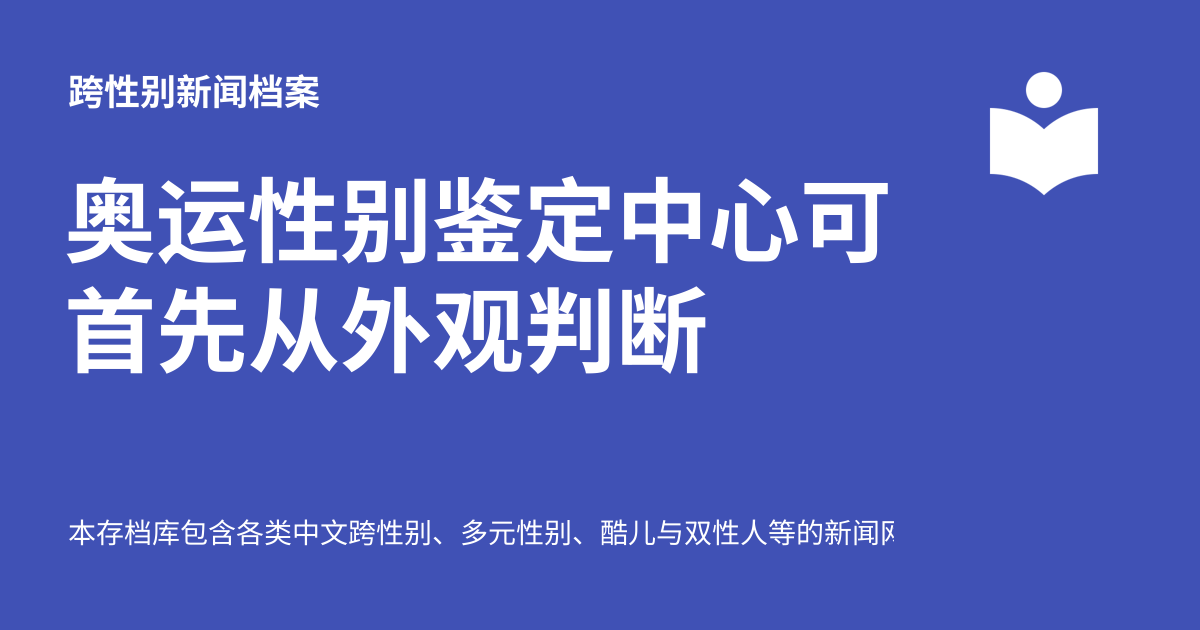 跨性别新闻档案
奥运性别鉴定中心可
首先从外观判断
本存档库包含各类中文跨性别、多元性别、酷儿与双性人等的新闻网